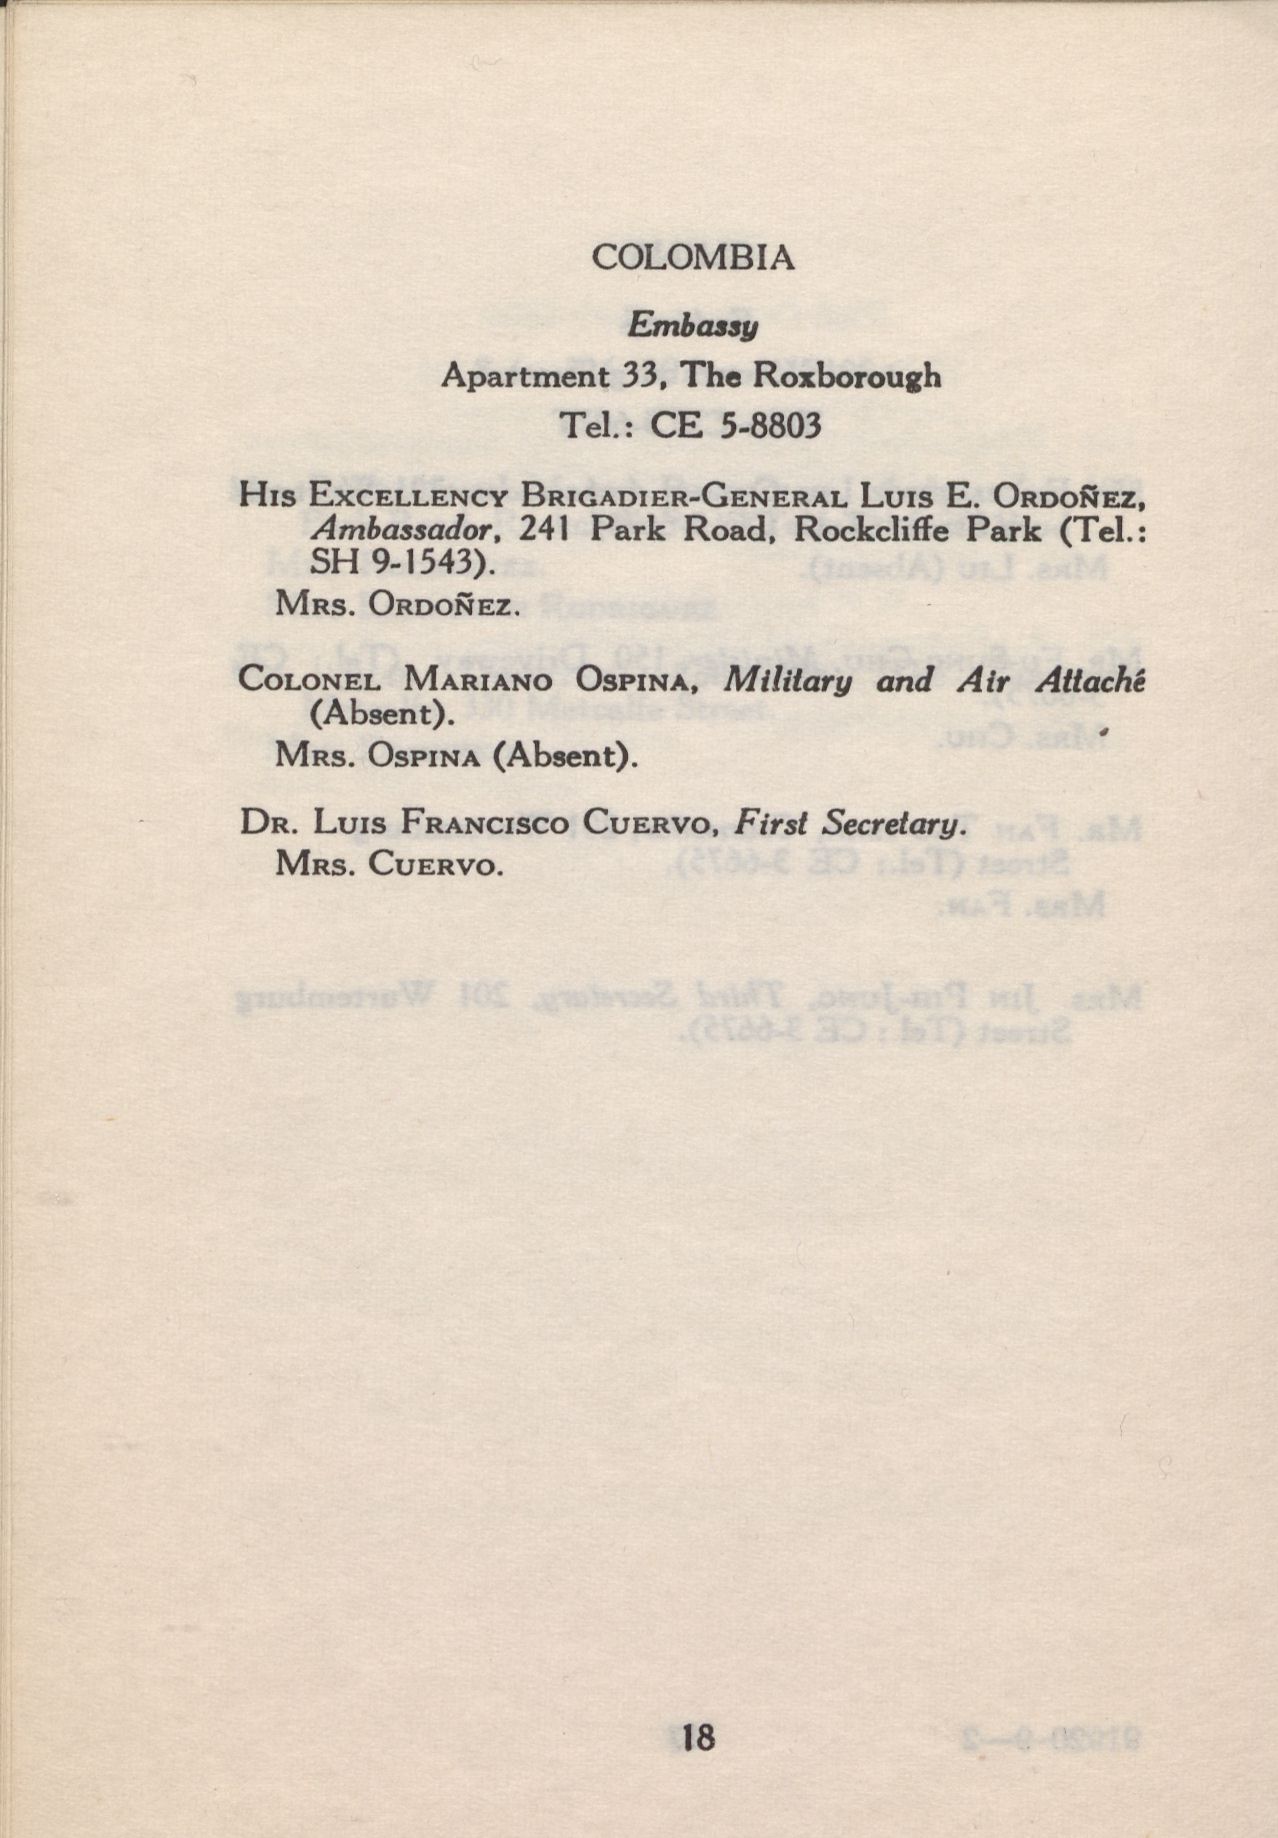 COLOMBIA
Embassy
Apartment 33, The Roxborough
Tel.: CE 5-8803
His Excellency Brigadier-General Luis E. Ordoñez,
Ambassador, 241 Park Road, Rockcliffe Park (Tel.:
SH 9-1543).
Mrs. Ordoñez.
Colonel Mariano Ospina, Military and Air Attaché
(Absent).
Mrs. Ospina (Absent).
Dr. Luis Francisco Cuervo, First Secretary.
Mrs. Cuervo.
18